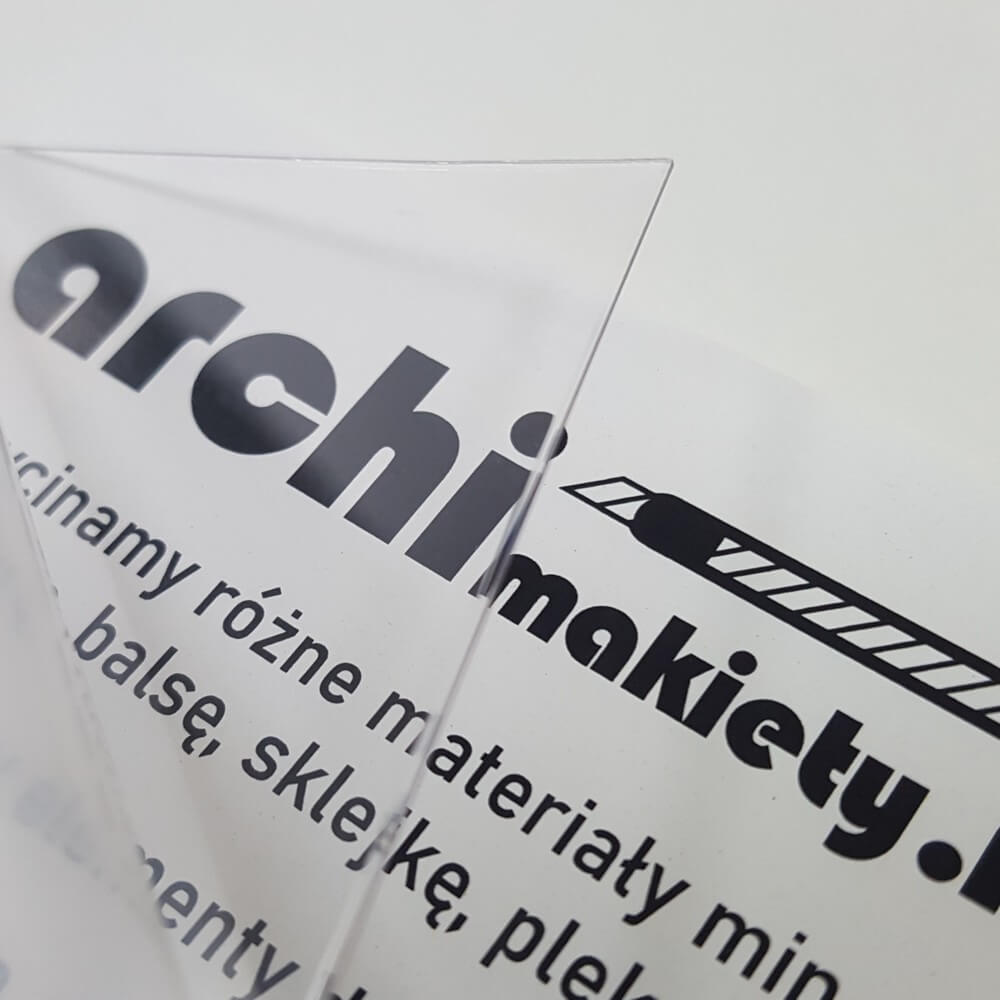 archi
makiety.
ycinamy różne materiały min
balsę, sklejkę, plek
menty